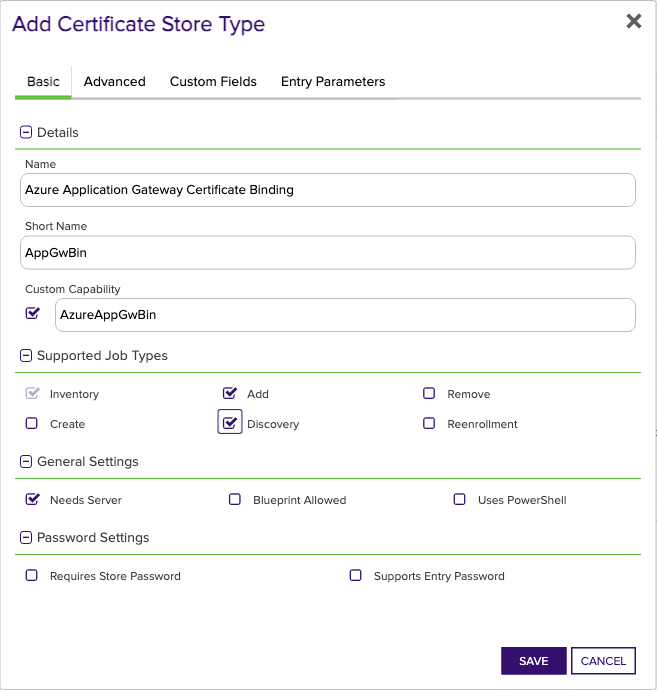 Add Certificate Store Type
Basic Advanced Custom Fields Entry Parameters
Details
Name
Azure Application Gateway Certificate Binding
Short Name
AppGwBin
Custom Capability
AzureAppGwBin
Supported Job Types
Inventory Add Remove
Create Discovery Reenrollment
General Settings
Needs Server Blueprint Allowed Uses PowerShell
Password Settings
Requires Store Password Supports Entry Password
SAVE CANCEL